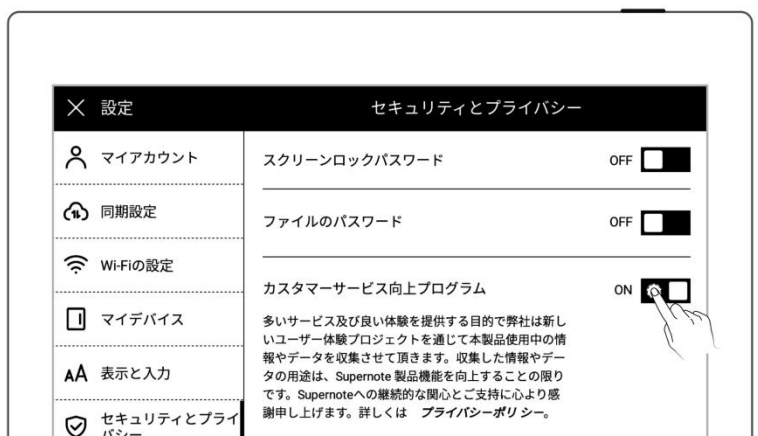 設定
セキュリティとプライバシー
マイアカウント
同期設定
Wi-Fiの設定
マイデバイス
AA 表示と入力
セキュリティとプライ
バシー
スクリーンロックパスワード OFF
ファイルのパスワード OFF
カスタマーサービス向上プログラム ON
多いサービス及び良い体験を提供する目的で弊社は新し
いユーザー体験プロジェクトを通じて本製品使用中の情
報やデータを収集させて頂きます。収集した情報やデー
タの用途は、Supernote 製品機能を向上することの限り
です。Supernoteへの継続的な関心とご支持に心より感
謝申し上げます。詳しくは プライバシーポリシー。